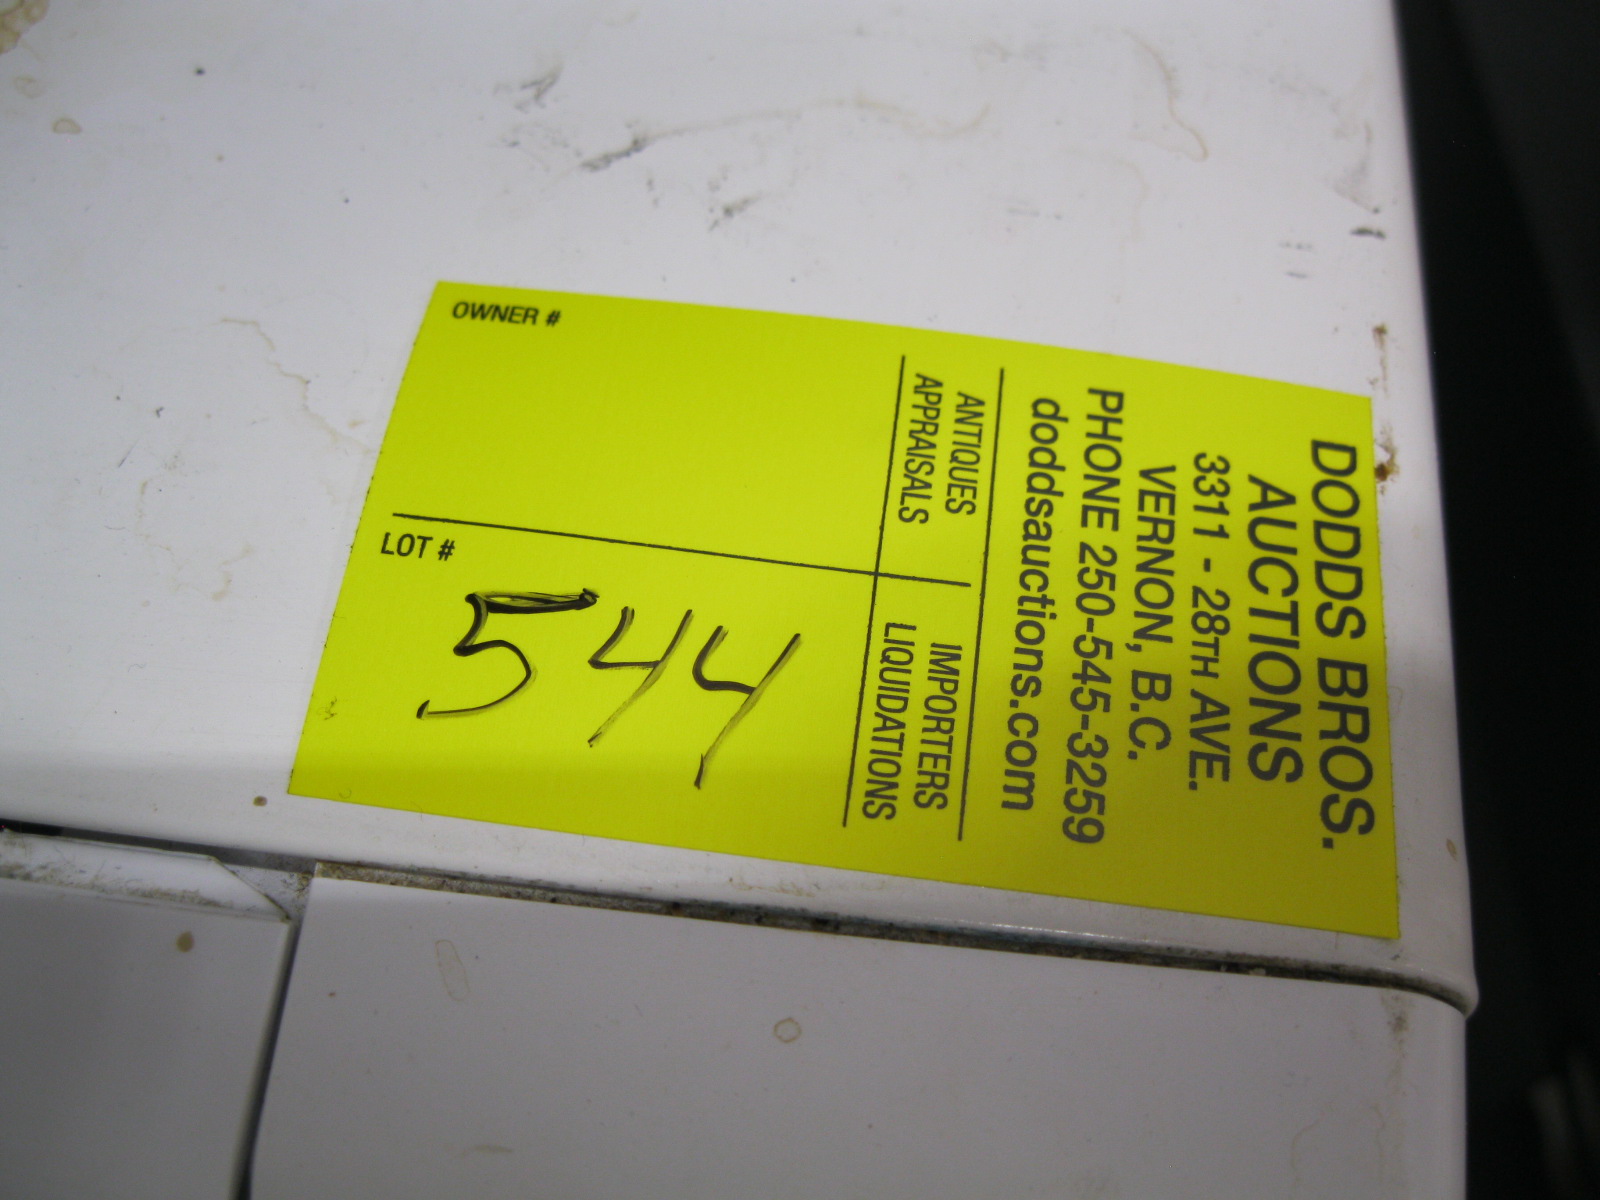 DODDS BROS.
AUCTIONS
3311 - 28TH AVE.
VERNON, B.C.
PHONE 250-545-3259
doddsauctions.com
ANTIQUES
APPRAISALS
IMPORTERS
LIQUIDATIONS
OWNER #
LOT #
544